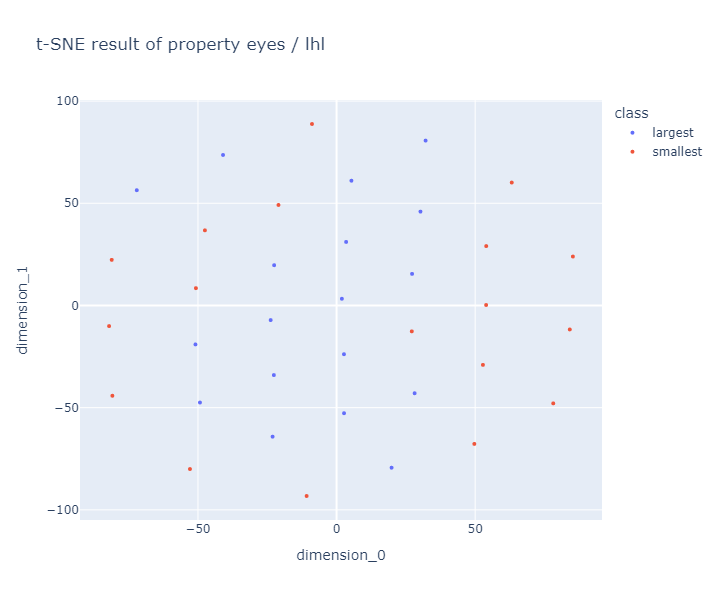 t-SNE result of property eyes / lhl
class
largest
smallest
100
50
0
−50
−100
−50
0
50
dimension_0
dimension_1